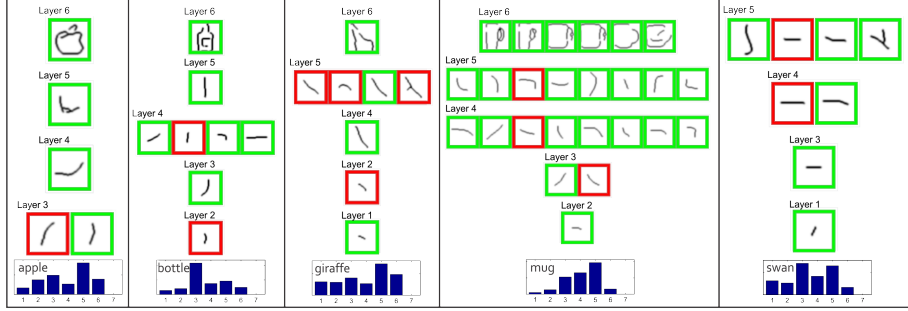 Layer 6
Layer 5
Layer 4
Layer 3
apple
1 2 3 4 5 6 7
Layer 6
Layer 5
Layer 4
Layer 3
Layer 2
bottle
1 2 3 4 5 6 7
Layer 6
Layer 5
Layer 4
Layer 2
Layer 1
giraffe
1 2 3 4 5 6 7
Layer 6
Layer 5
Layer 4
Layer 3
Layer 2
mug
1 2 3 4 5 6 7
Layer 5
Layer 4
Layer 3
Layer 1
swan
1 2 3 4 5 6 7